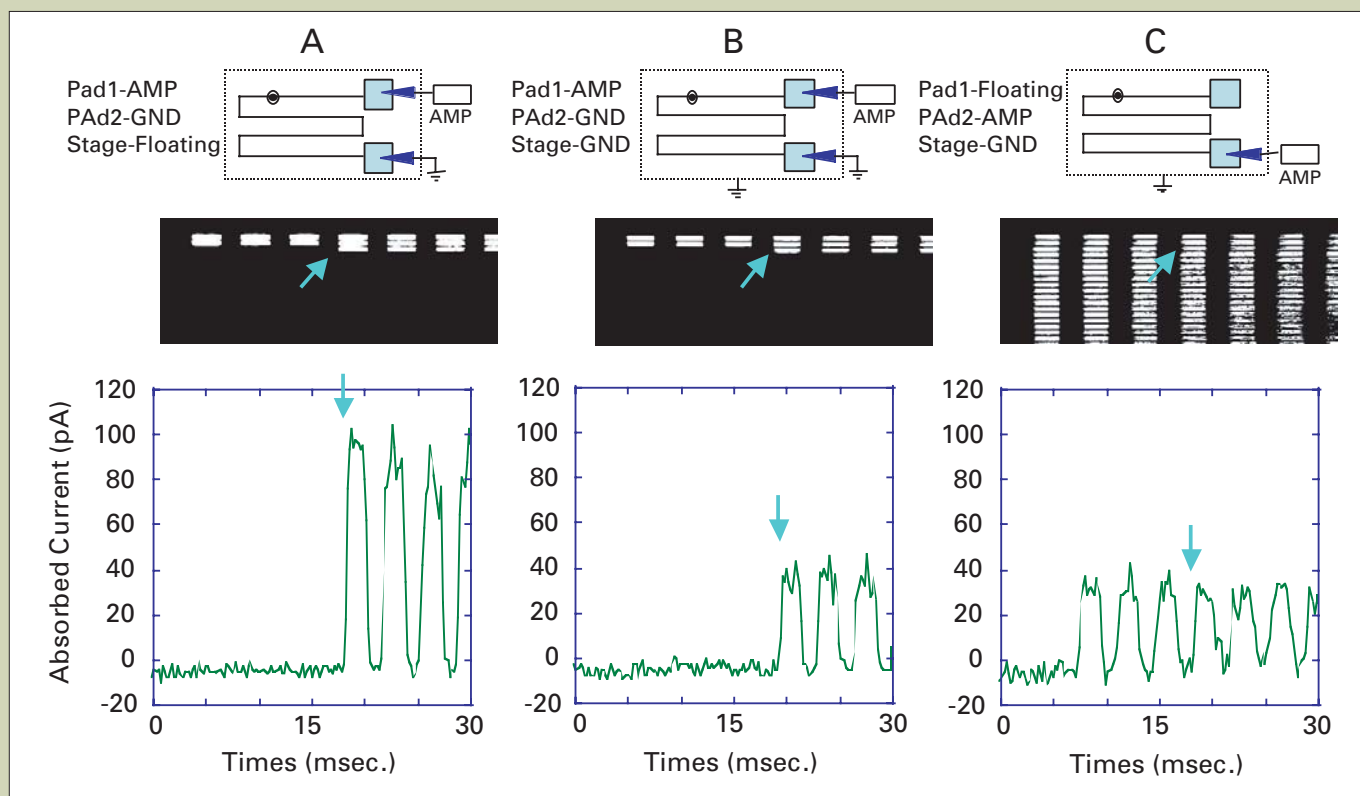 A
Pad1-AMP
PAd2-GND
Stage-Floating
AMP
B
Pad1-AMP
PAd2-GND
Stage-GND
AMP
C
Pad1-Floating
PAd2-AMP
Stage-GND
AMP
Absorbed Current (pA)
120
100
80
60
40
20
0
-20
0 15 30
Times (msec.)
120
100
80
60
40
20
0
-20
0 15 30
Times (msec.)
120
100
80
60
40
20
0
-20
0 15 30
Times (msec.)